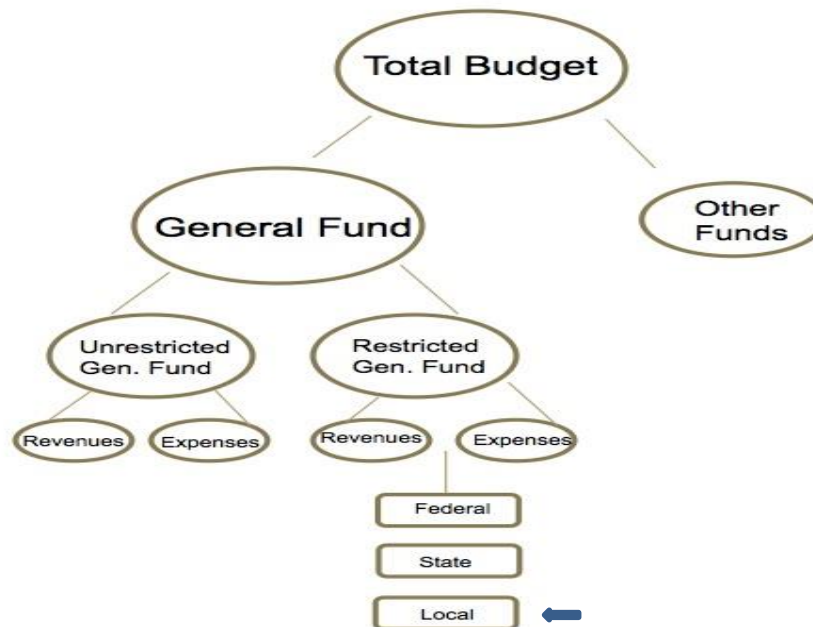 Total Budget
General Fund
Other
Funds
Unrestricted
Gen. Fund
Restricted
Gen. Fund
Revenues
Expenses
Revenues
Expenses
Federal
State
Local